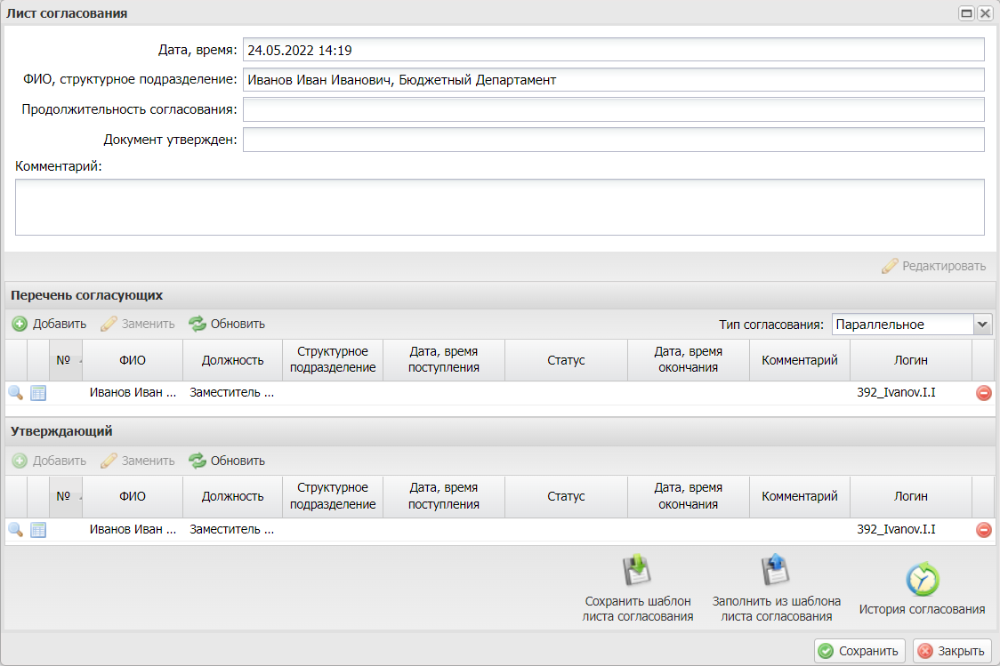 Лист согласования
Дата, время: 24.05.2022 14:19
ФИО, структурное подразделение: Иванов Иван Иванович, Бюджетный Департамент
Продолжительность согласования:
Документ утвержден:
Комментарий:
Редактировать
Перечень согласующих
Добавить Заменить Обновить Тип согласования: Параллельное
№ ФИО Должность Структурное подразделение Дата, время поступления Статус Дата, время окончания Комментарий Логин
Иванов Иван ... Заместитель ... 392_Ivanov.I.I
Утверждающий
Добавить Заменить Обновить
№ ФИО Должность Структурное подразделение Дата, время поступления Статус Дата, время окончания Комментарий Логин
Иванов Иван ... Заместитель ... 392_Ivanov.I.I
Сохранить шаблон листа согласования
Заполнить из шаблона листа согласования
История согласования
Сохранить Закрыть